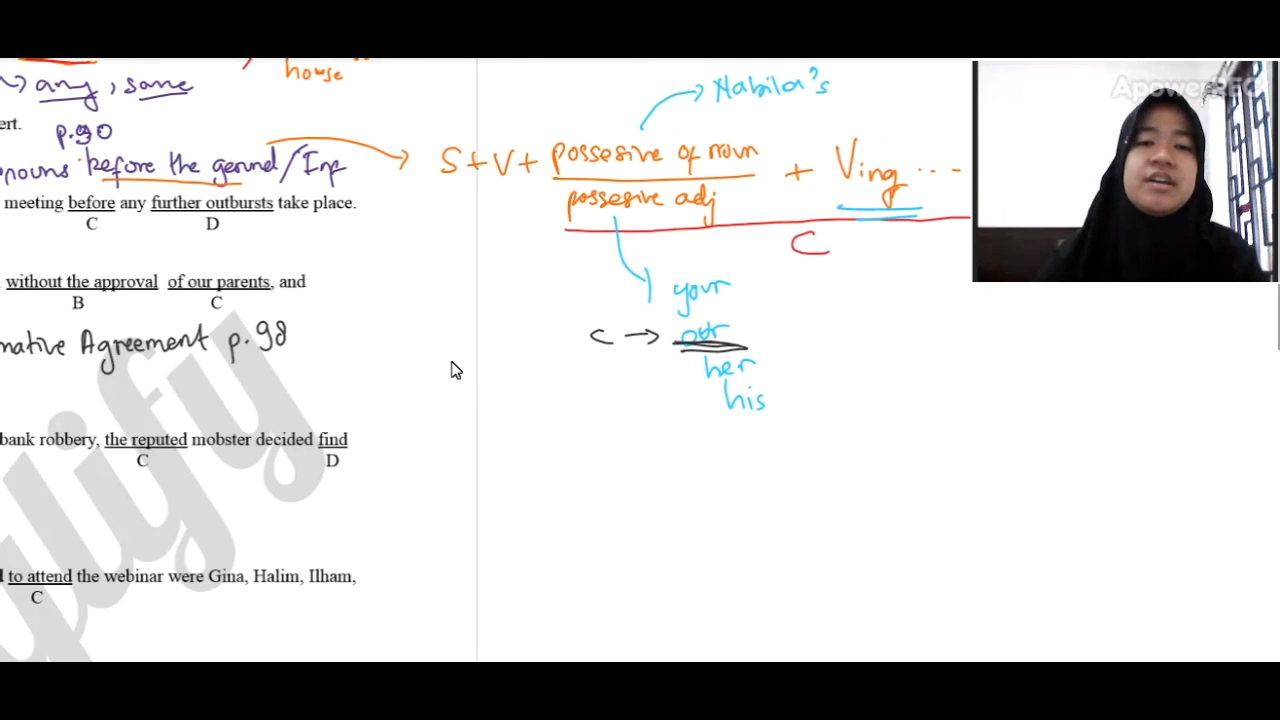 house
→ any, same
→ Nabila's
ert.
p.90
nouns before the gerund/Inf → S + V + possesive of noun + Ving ...
possesive adj
meeting before any further outbursts take place.
C D
C
without the approval of our parents, and
B C
your
C → our
native Agreement p.98
her
his
bank robbery, the reputed mobster decided find
C D
to attend the webinar were Gina, Halim, Ilham,
C
ApowerREC